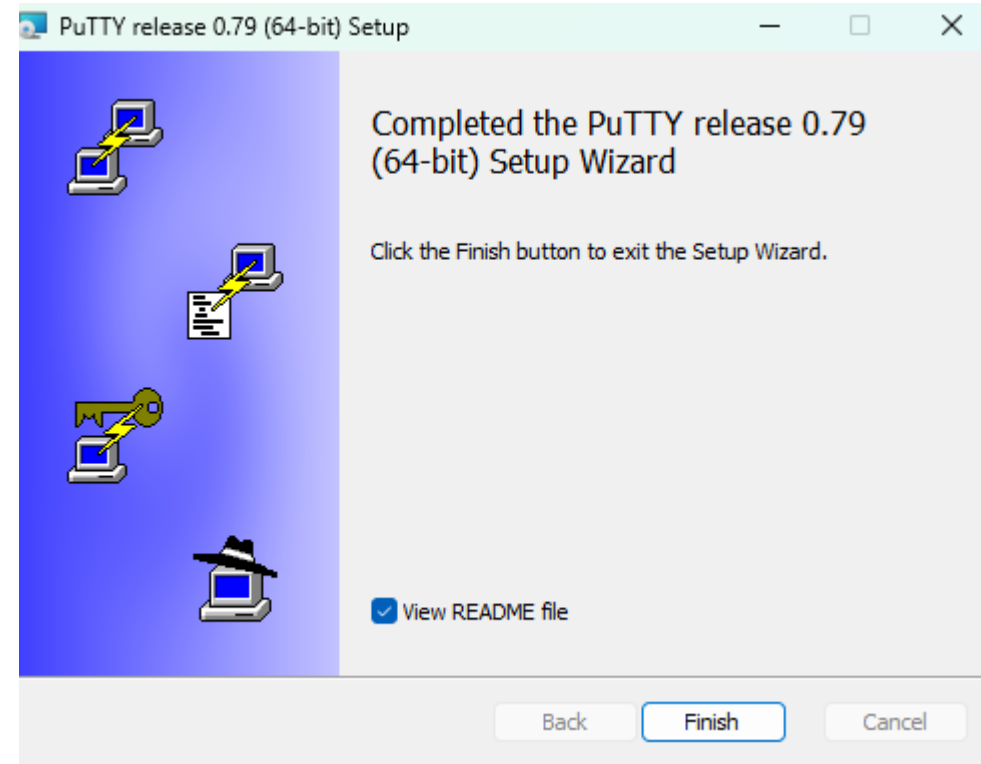 PuTTY release 0.79 (64-bit) Setup
Completed the PuTTY release 0.79
(64-bit) Setup Wizard
Click the Finish button to exit the Setup Wizard.
View README file
Back Finish Cancel